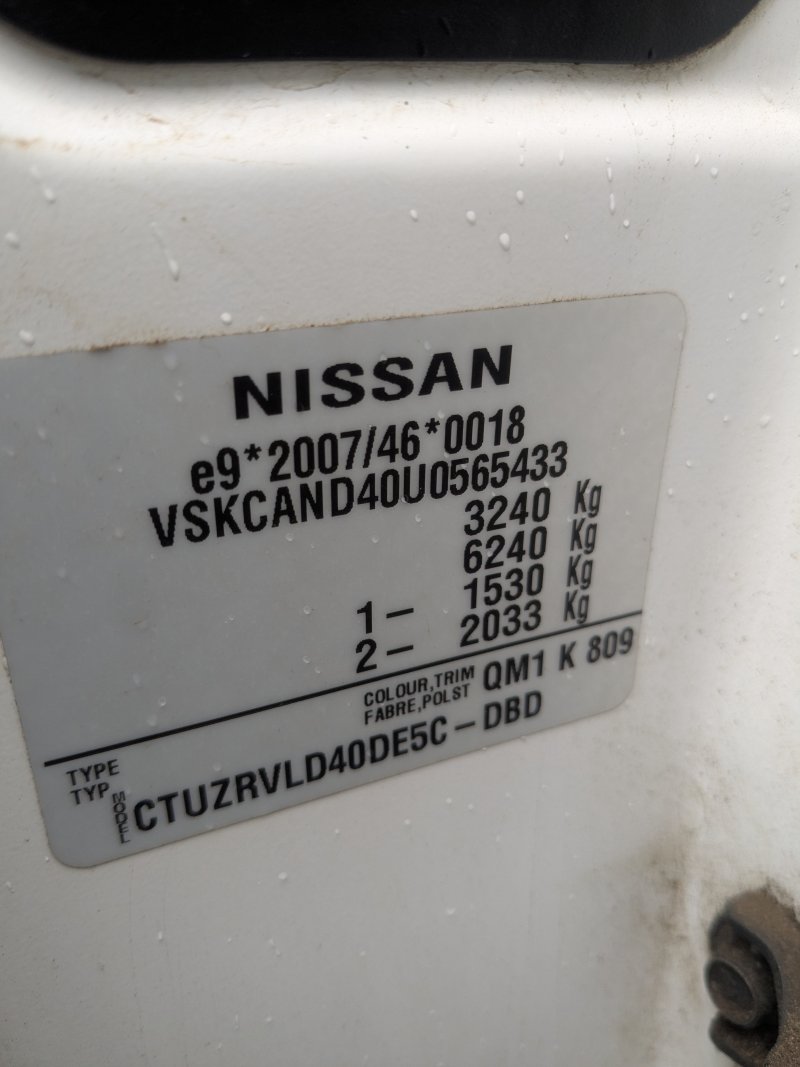 NISSAN
e9*2007/46*0018
VSKCAND40U0565433
3240 Kg
6240 Kg
1- 1530 Kg
2- 2033 Kg
COLOUR,TRIM QM1 K 809
FABRE,POLST
TYPE
TYP MODEL CTUZRVLD40DE5C-DBD